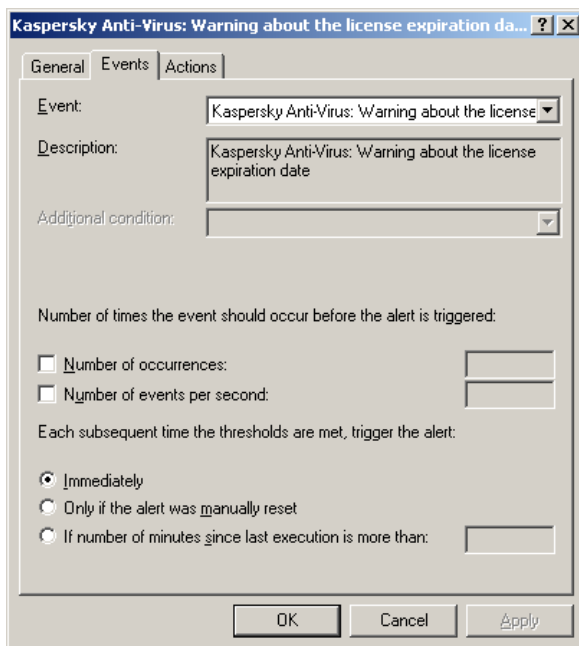 Kaspersky Anti-Virus: Warning about the license expiration da...
General Events Actions
Event: Kaspersky Anti-Virus: Warning about the license
Description: Kaspersky Anti-Virus: Warning about the license
expiration date
Additional condition:
Number of times the event should occur before the alert is triggered:
Number of occurrences:
Number of events per second:
Each subsequent time the thresholds are met, trigger the alert:
Immediately
Only if the alert was manually reset
If number of minutes since last execution is more than:
OK Cancel Apply